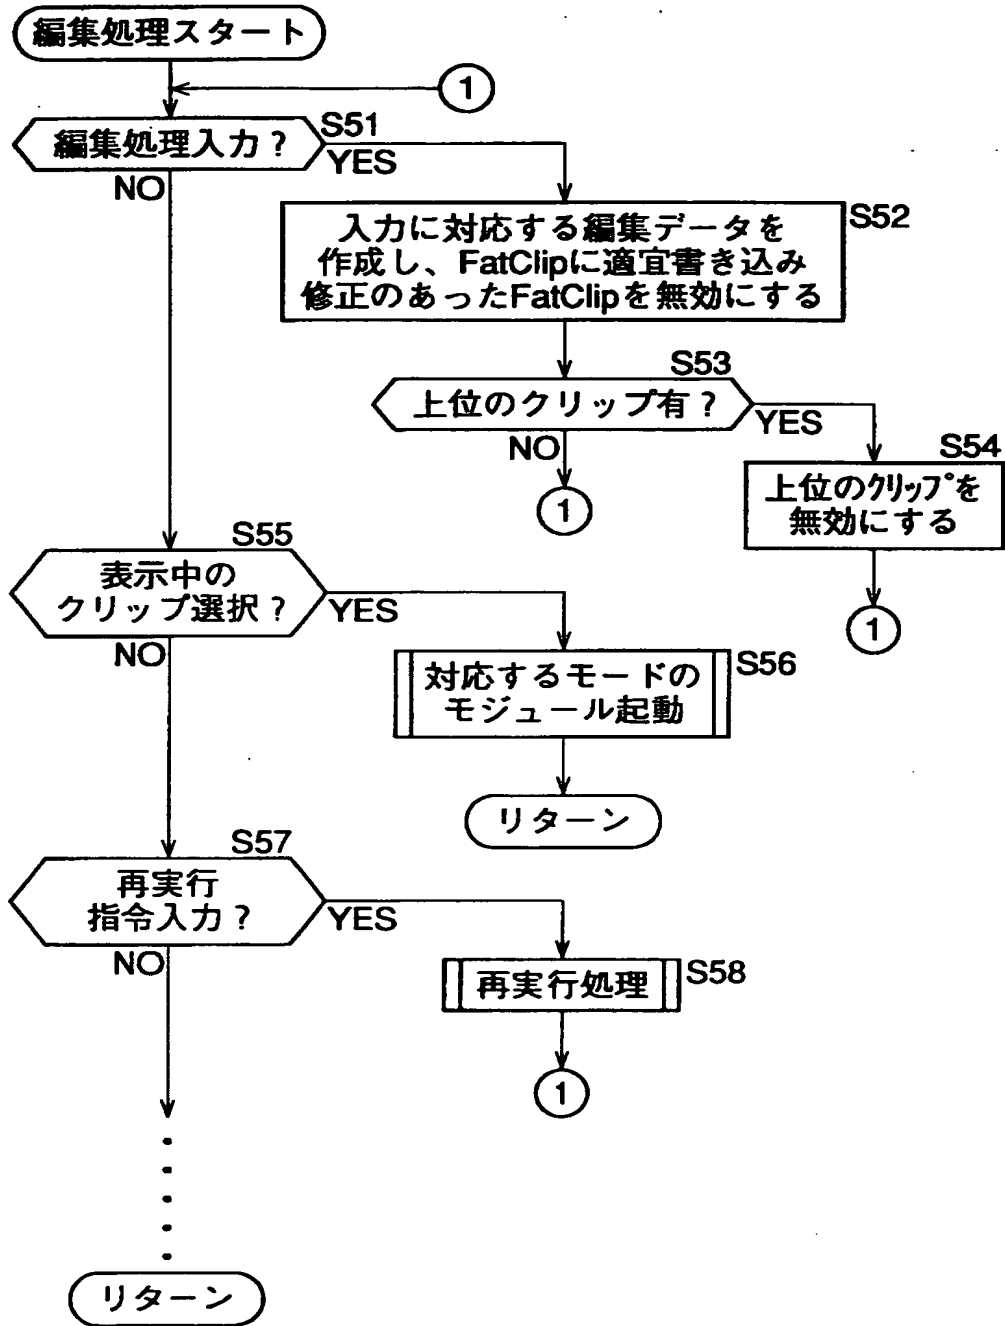 編集処理スタート
1
S51
編集処理入力?
YES
NO
S52
入力に対応する編集データを
作成し、FatClipに適宜書き込み
修正のあったFatClipを無効にする
S53
上位のクリップ有?
YES
NO
1
S54
上位のｸﾘｯﾌﾟを
無効にする
1
S55
表示中の
クリップ選択?
YES
NO
S56
対応するモードの
モジュール起動
リターン
S57
再実行
指令入力?
YES
NO
S58
再実行処理
1
リターン